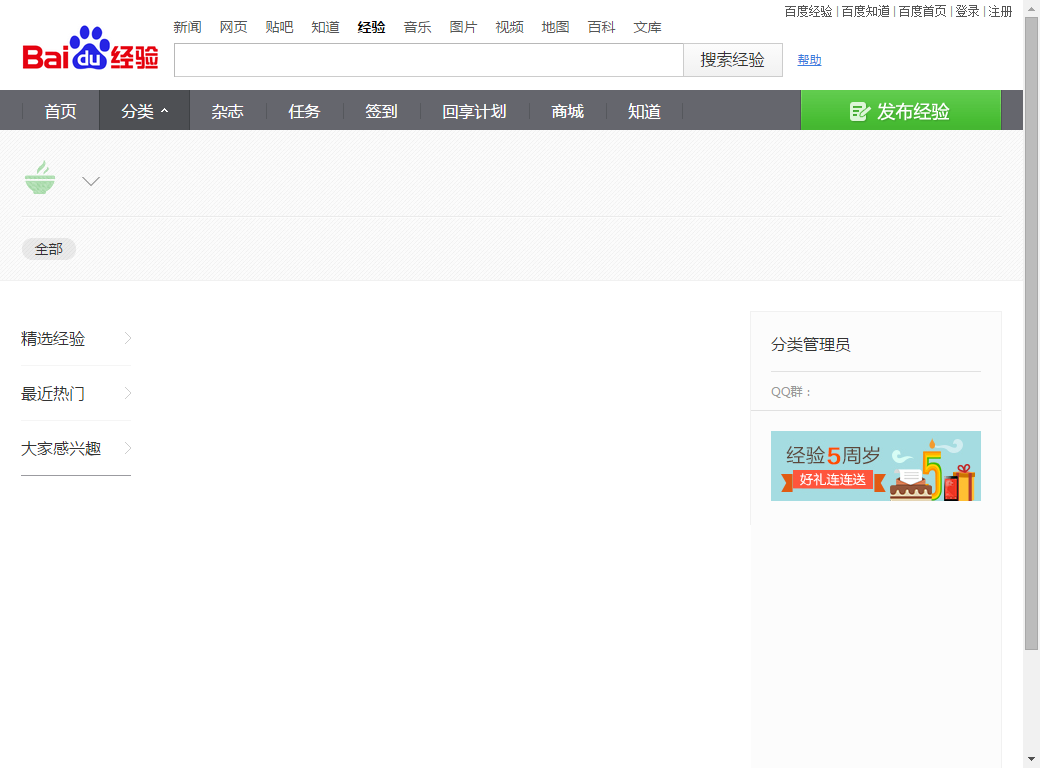 百度经验 | 百度知道 | 百度首页 | 登录 | 注册
Baidu经验
新闻 网页 贴吧 知道 经验 音乐 图片 视频 地图 百科 文库
搜索经验 帮助
首页 分类 杂志 任务 签到 回享计划 商城 知道 发布经验
全部
精选经验
最近热门
大家感兴趣
分类管理员
QQ群：
经验5周岁
好礼连连送
5